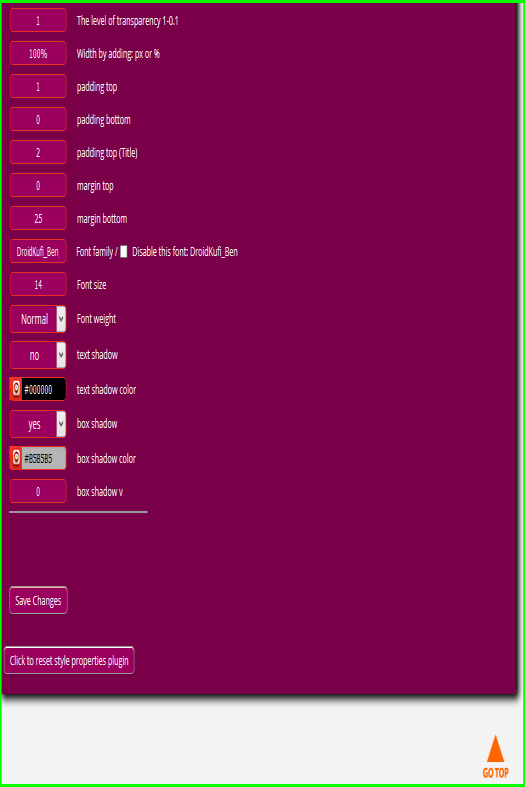 1 The level of transparency 1-0.1
100% Width by adding: px or %
1 padding top
0 padding bottom
2 padding top (Title)
0 margin top
25 margin bottom
DroidKufi_Ben Font family / Disable this font: DroidKufi_Ben
14 Font size
Normal Font weight
no text shadow
#000000 text shadow color
yes box shadow
#B5B5B5 box shadow color
0 box shadow v
Save Changes
Click to reset style properties plugin
GO TOP